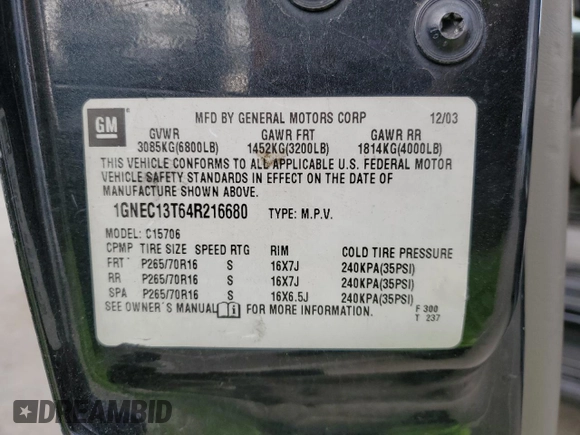 GM
MFD BY GENERAL MOTORS CORP 12/03
GVWR GAWR FRT GAWR RR
3085KG(6800LB) 1452KG(3200LB) 1814KG(4000LB)
THIS VEHICLE CONFORMS TO ALL APPLICABLE U.S. FEDERAL MOTOR
VEHICLE SAFETY STANDARDS IN EFFECT ON THE DATE OF
MANUFACTURE SHOWN ABOVE.
1GNEC13T64R216680 TYPE: M.P.V.
MODEL: C15706
CPMP TIRE SIZE SPEED RTG RIM COLD TIRE PRESSURE
FRT P265/70R16 S 16X7J 240KPA(35PSI)
RR P265/70R16 S 16X7J 240KPA(35PSI)
SPA P265/70R16 S 16X6.5J 240KPA(35PSI)
SEE OWNER'S MANUAL FOR MORE INFORMATION.
F 300
T 237
DREAMBID